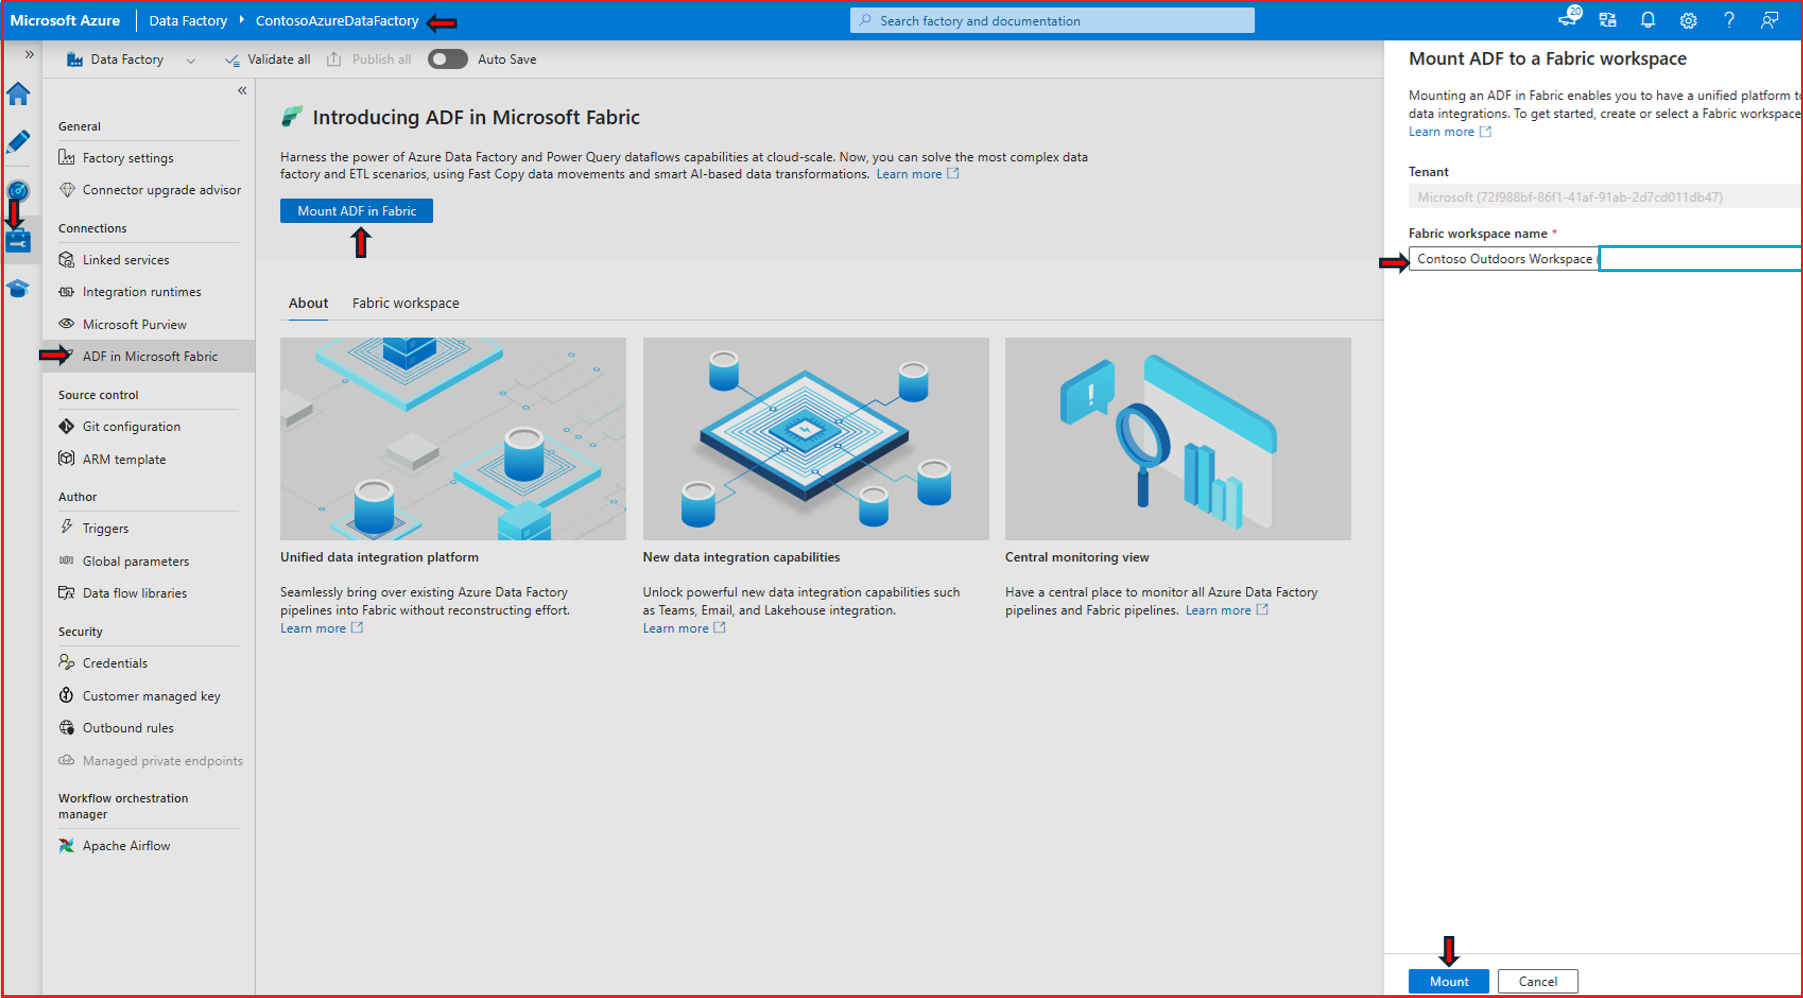 Microsoft Azure
Data Factory
ContosoAzureDataFactory
Search factory and documentation
20
Data Factory
Validate all
Publish all
Auto Save
General
Factory settings
Connector upgrade advisor
Connections
Linked services
Integration runtimes
Microsoft Purview
ADF in Microsoft Fabric
Source control
Git configuration
ARM template
Author
Triggers
Global parameters
Data flow libraries
Security
Credentials
Customer managed key
Outbound rules
Managed private endpoints
Workflow orchestration
manager
Apache Airflow
Introducing ADF in Microsoft Fabric
Harness the power of Azure Data Factory and Power Query dataflows capabilities at cloud-scale. Now, you can solve the most complex data
factory and ETL scenarios, using Fast Copy data movements and smart AI-based data transformations. Learn more
Mount ADF in Fabric
About
Fabric workspace
Unified data integration platform
Seamlessly bring over existing Azure Data Factory
pipelines into Fabric without reconstructing effort.
Learn more
New data integration capabilities
Unlock powerful new data integration capabilities such
as Teams, Email, and Lakehouse integration.
Learn more
Central monitoring view
Have a central place to monitor all Azure Data Factory
pipelines and Fabric pipelines. Learn more
Mount ADF to a Fabric workspace
Mounting an ADF in Fabric enables you to have a unified platform
data integrations. To get started, create or select a Fabric workspace
Learn more
Tenant
Microsoft (72f988bf-86f1-41af-91ab-2d7cd011db47)
Fabric workspace name *
Contoso Outdoors Workspace
Mount
Cancel